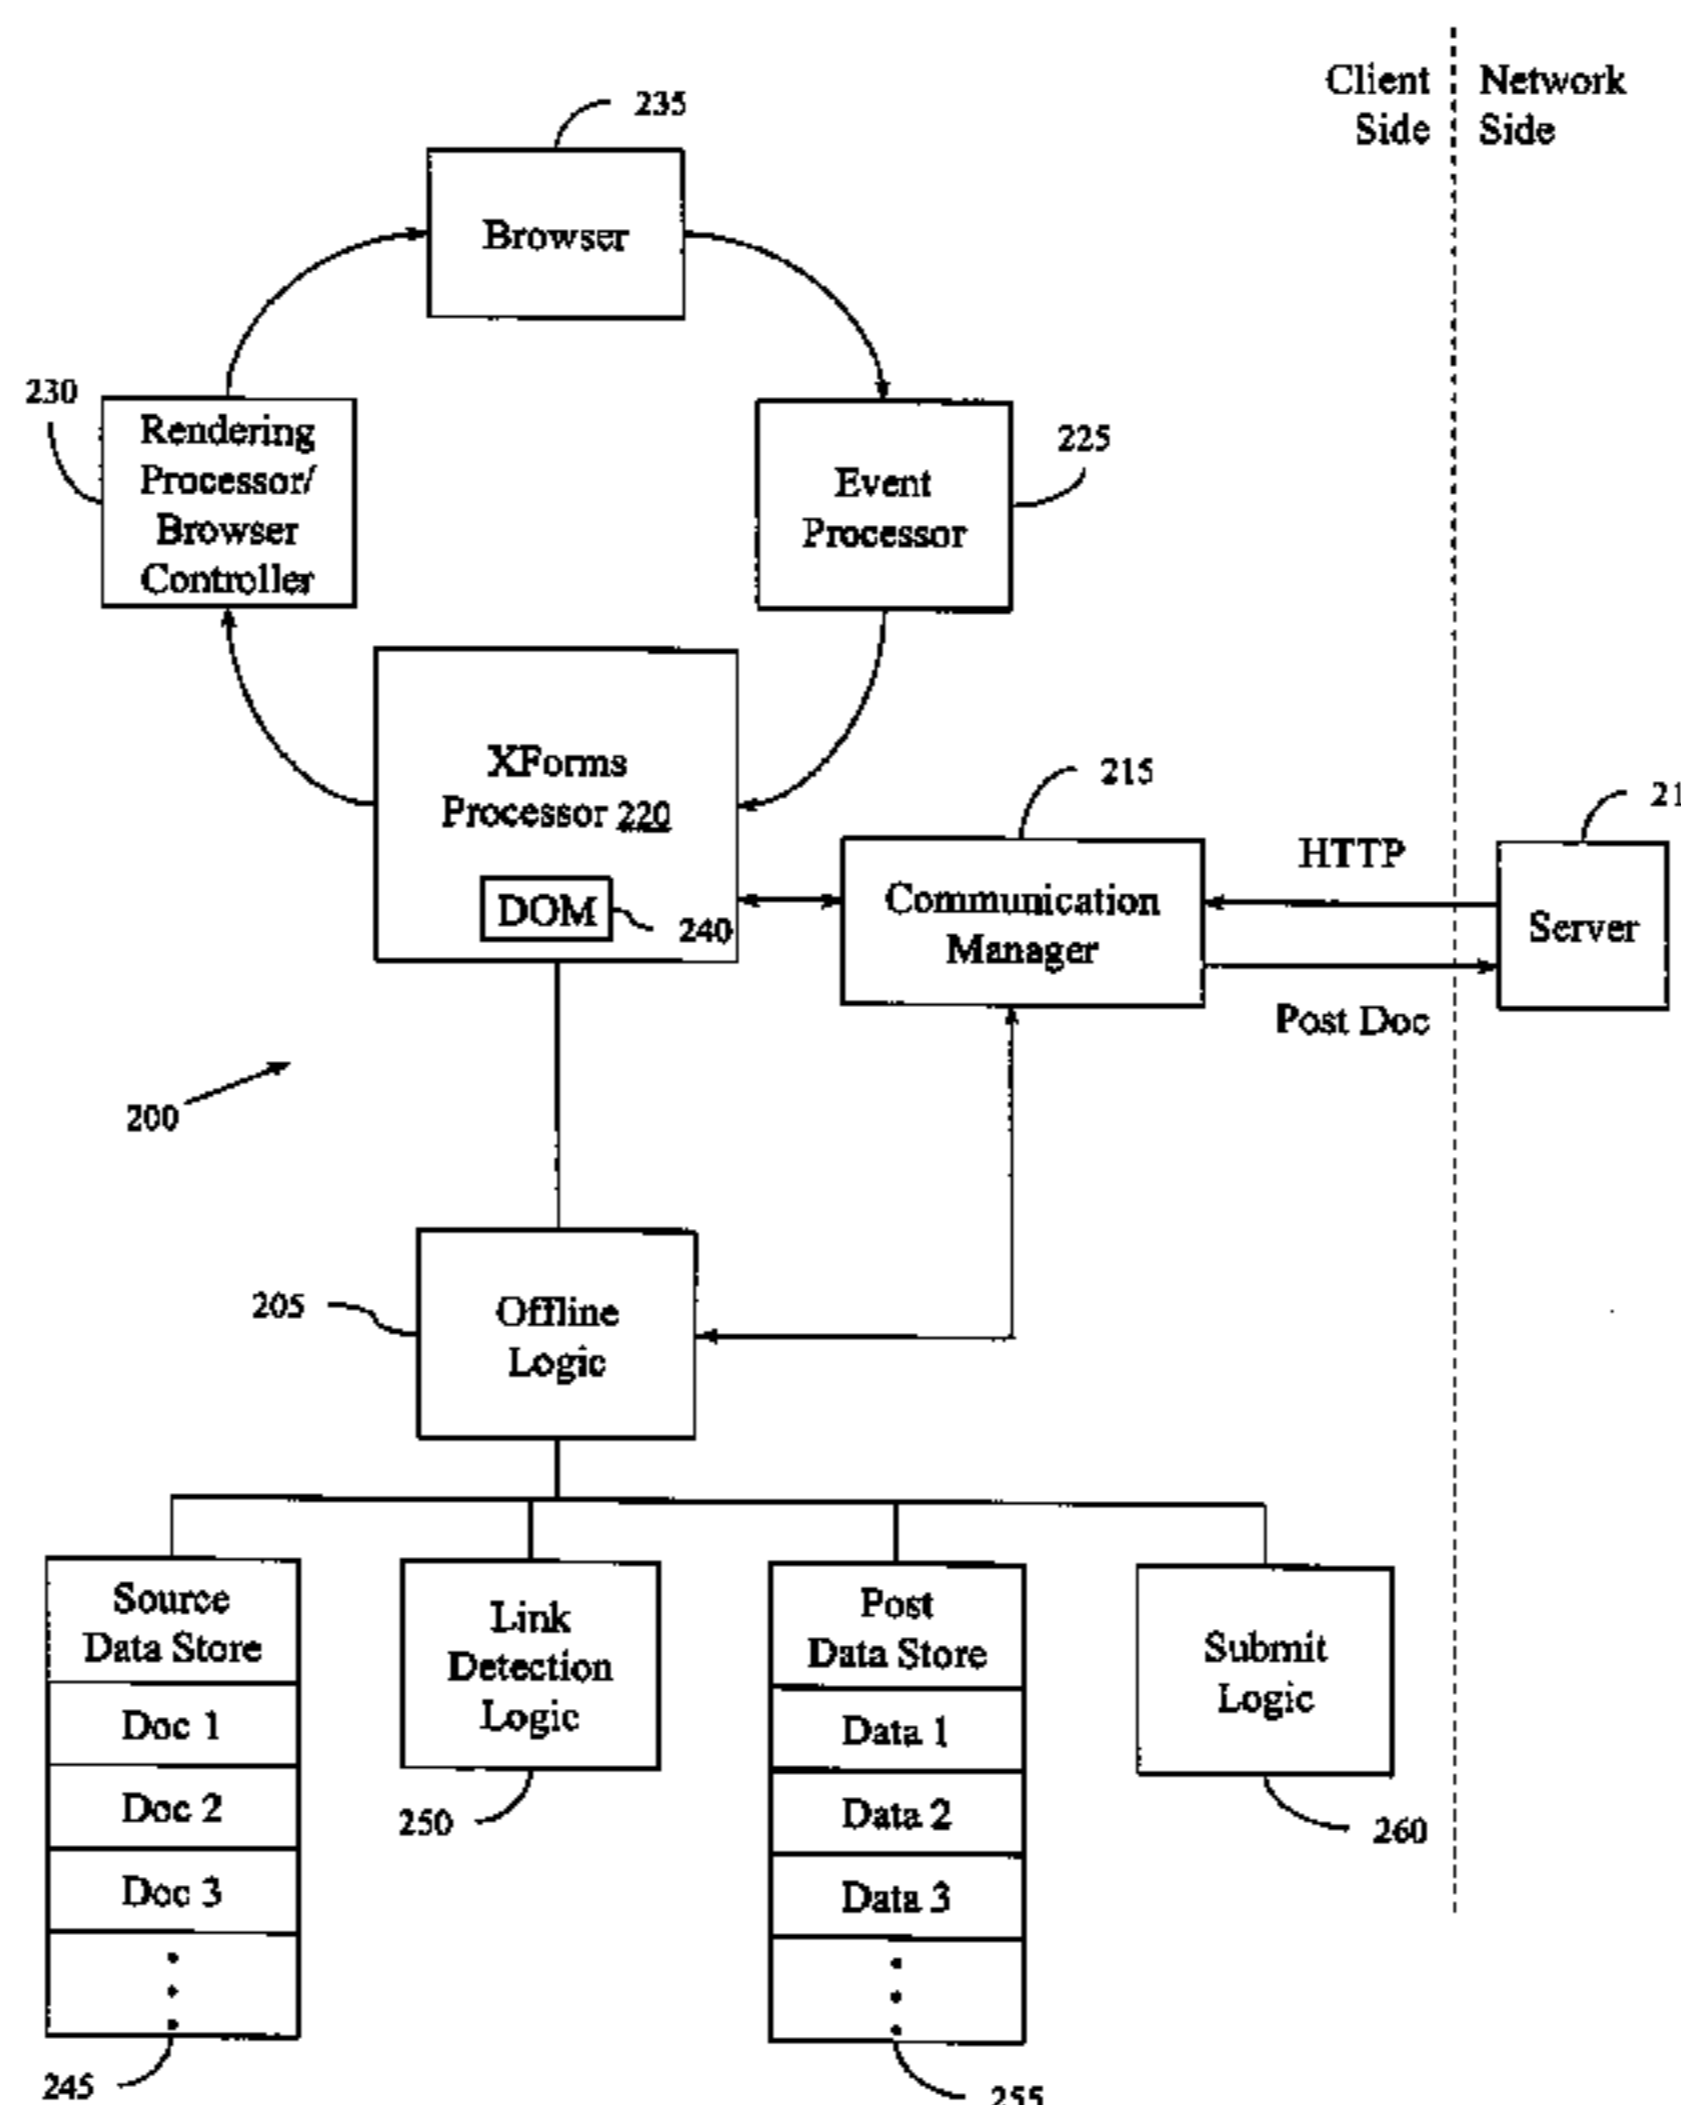 Client
Side
Network
Side
235
Browser
230
Rendering
Processor/
Browser
Controller
225
Event
Processor
XForms
Processor 220
DOM
240
215
Communication
Manager
HTTP
Post Doc
Server
200
205
Offline
Logic
Source
Data Store
Doc 1
Doc 2
Doc 3
245
Link
Detection
Logic
250
Post
Data Store
Data 1
Data 2
Data 3
255
Submit
Logic
260